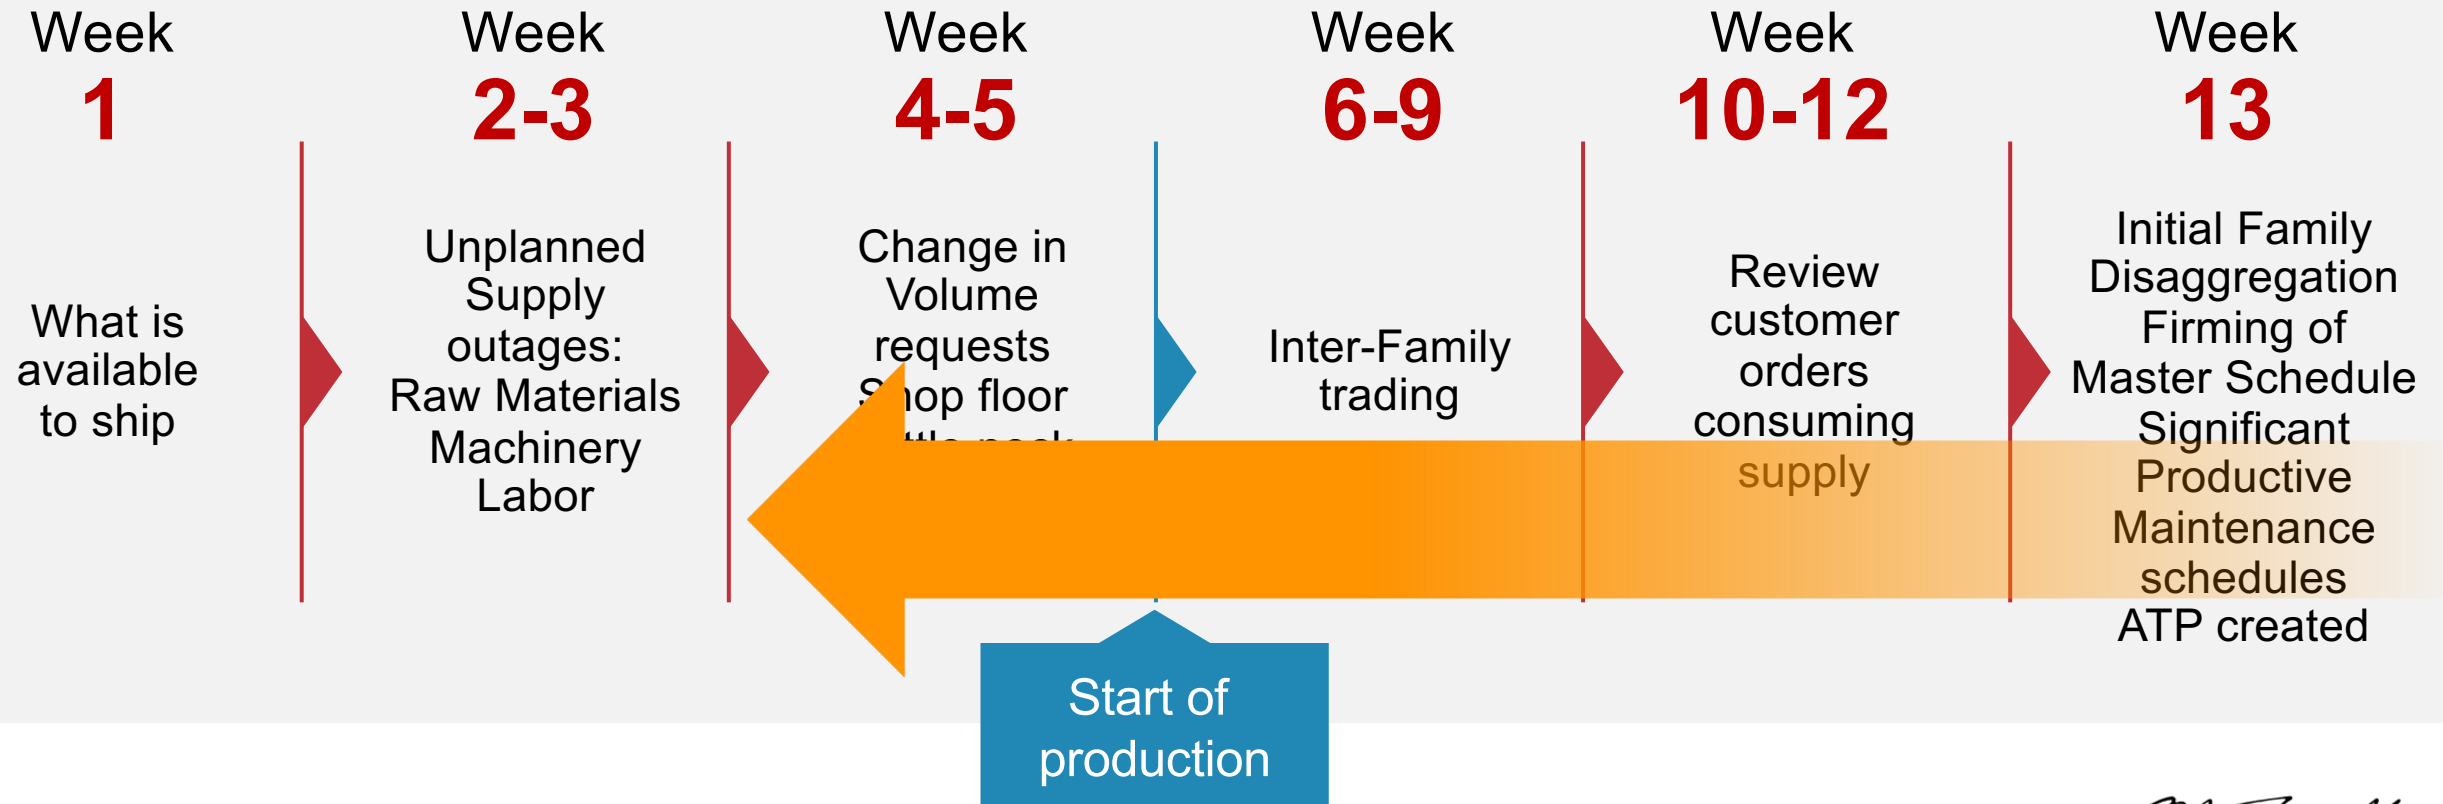 Week
1
What is
available
to ship
Week
2-3
Unplanned
Supply
outages:
Raw Materials
Machinery
Labor
Week
4-5
Change in
Volume
requests
Shop floor
Week
6-9
Inter-Family
trading
Week
10-12
Review
customer
orders
consuming
supply
Week
13
Initial Family
Disaggregation
Firming of
Master Schedule
Significant
Productive
Maintenance
schedules
ATP created
Start of
production